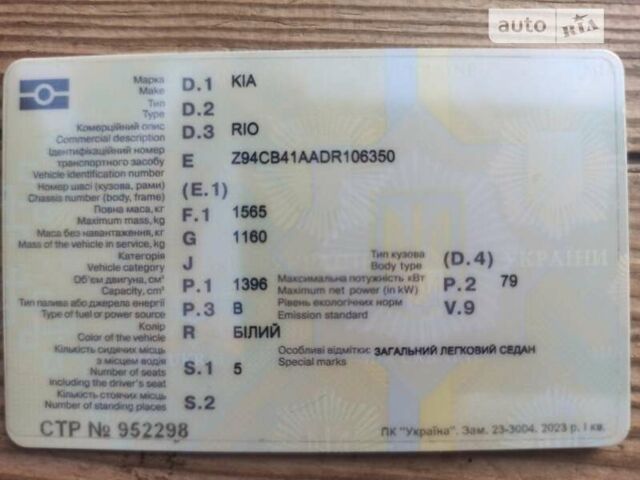 auto RIA
Марка D.1 KIA
Make
Тип D.2
Type
Комерційний опис D.3 RIO
Commercial description
Ідентифікаційний номер
транспортного засобу E Z94CB41AADR106350
Vehicle identification number
Номер шасі (кузова, рами) (E.1)
Chassis number (body, frame)
Повна маса, кг F.1 1565
Maximum mass, kg
Маса без навантаження, кг G 1160
Mass of the vehicle in service, kg
Категорія J Тип кузова (D.4)
Vehicle category Body type
Об'єм двигуна, см³ P.1 1396 Максимальна потужність кВт P.2 79
Capacity, cm³ Maximum net power (in kW)
Тип палива або джерела енергії P.3 B Рівень екологічних норм V.9
Type of fuel or power source Emission standard
Колір R БІЛИЙ
Color of the vehicle
Кількість сидячих місць Особливі відмітки: ЗАГАЛЬНИЙ ЛЕГКОВИЙ СЕДАН
з місцем водія S.1 5 Special marks
Number of seats
including the driver's seat
Кількість стоячих місць S.2
Number of standing places
СТР № 952298 ПК "Україна". Зам. 23-3004. 2023 р. I кв.